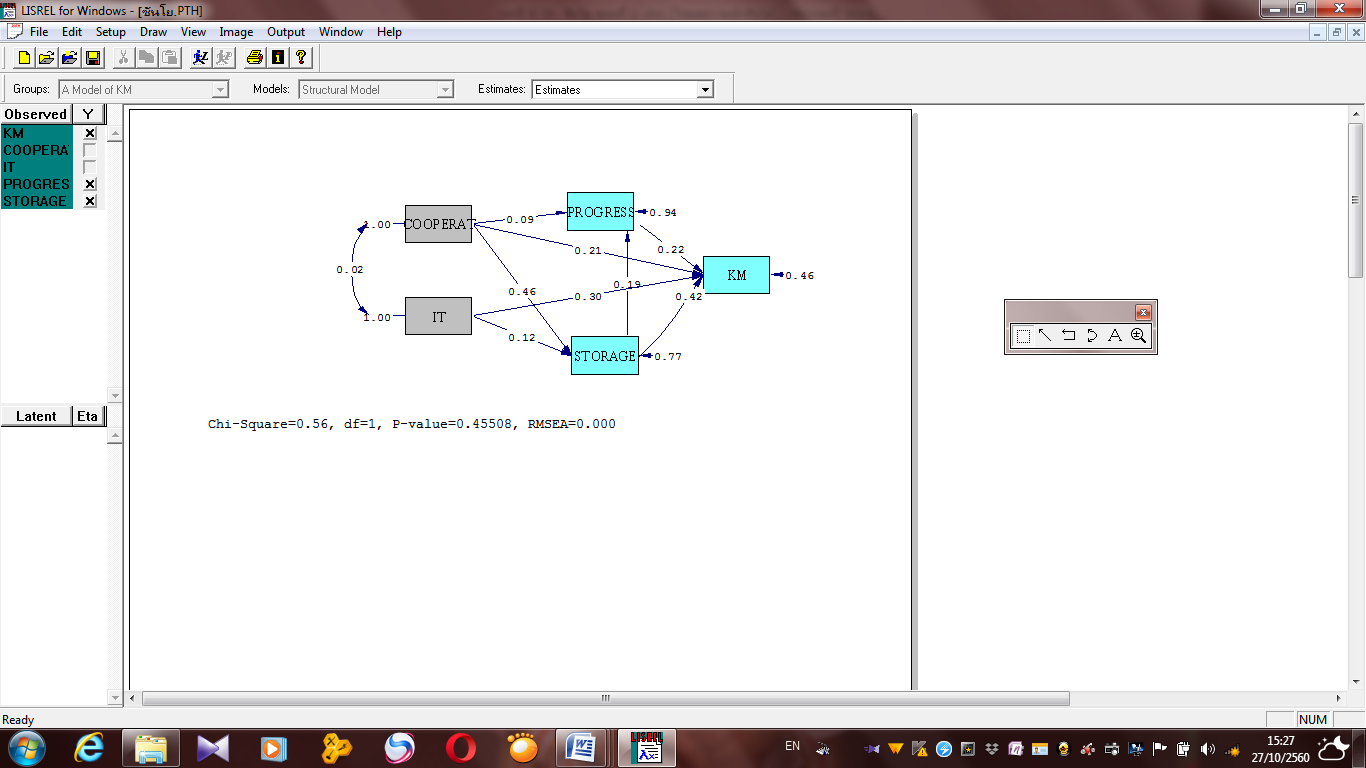 LISREL for Windows - [ซันโย.PTH]
File Edit Setup Draw View Image Output Window Help
Groups: A Model of KM Models: Structural Model Estimates: Estimates
Observed Y
KM
COOPERA
IT
PROGRES
STORAGE
Latent Eta
PROGRESS 0.94
1.00 COOPERAT 0.09
0.21 0.22
0.02 KM 0.46
0.46 0.30 0.19 0.42
1.00 IT
0.12
STORAGE 0.77
Chi-Square=0.56, df=1, P-value=0.45508, RMSEA=0.000
Ready NUM
EN 15:27
27/10/2560